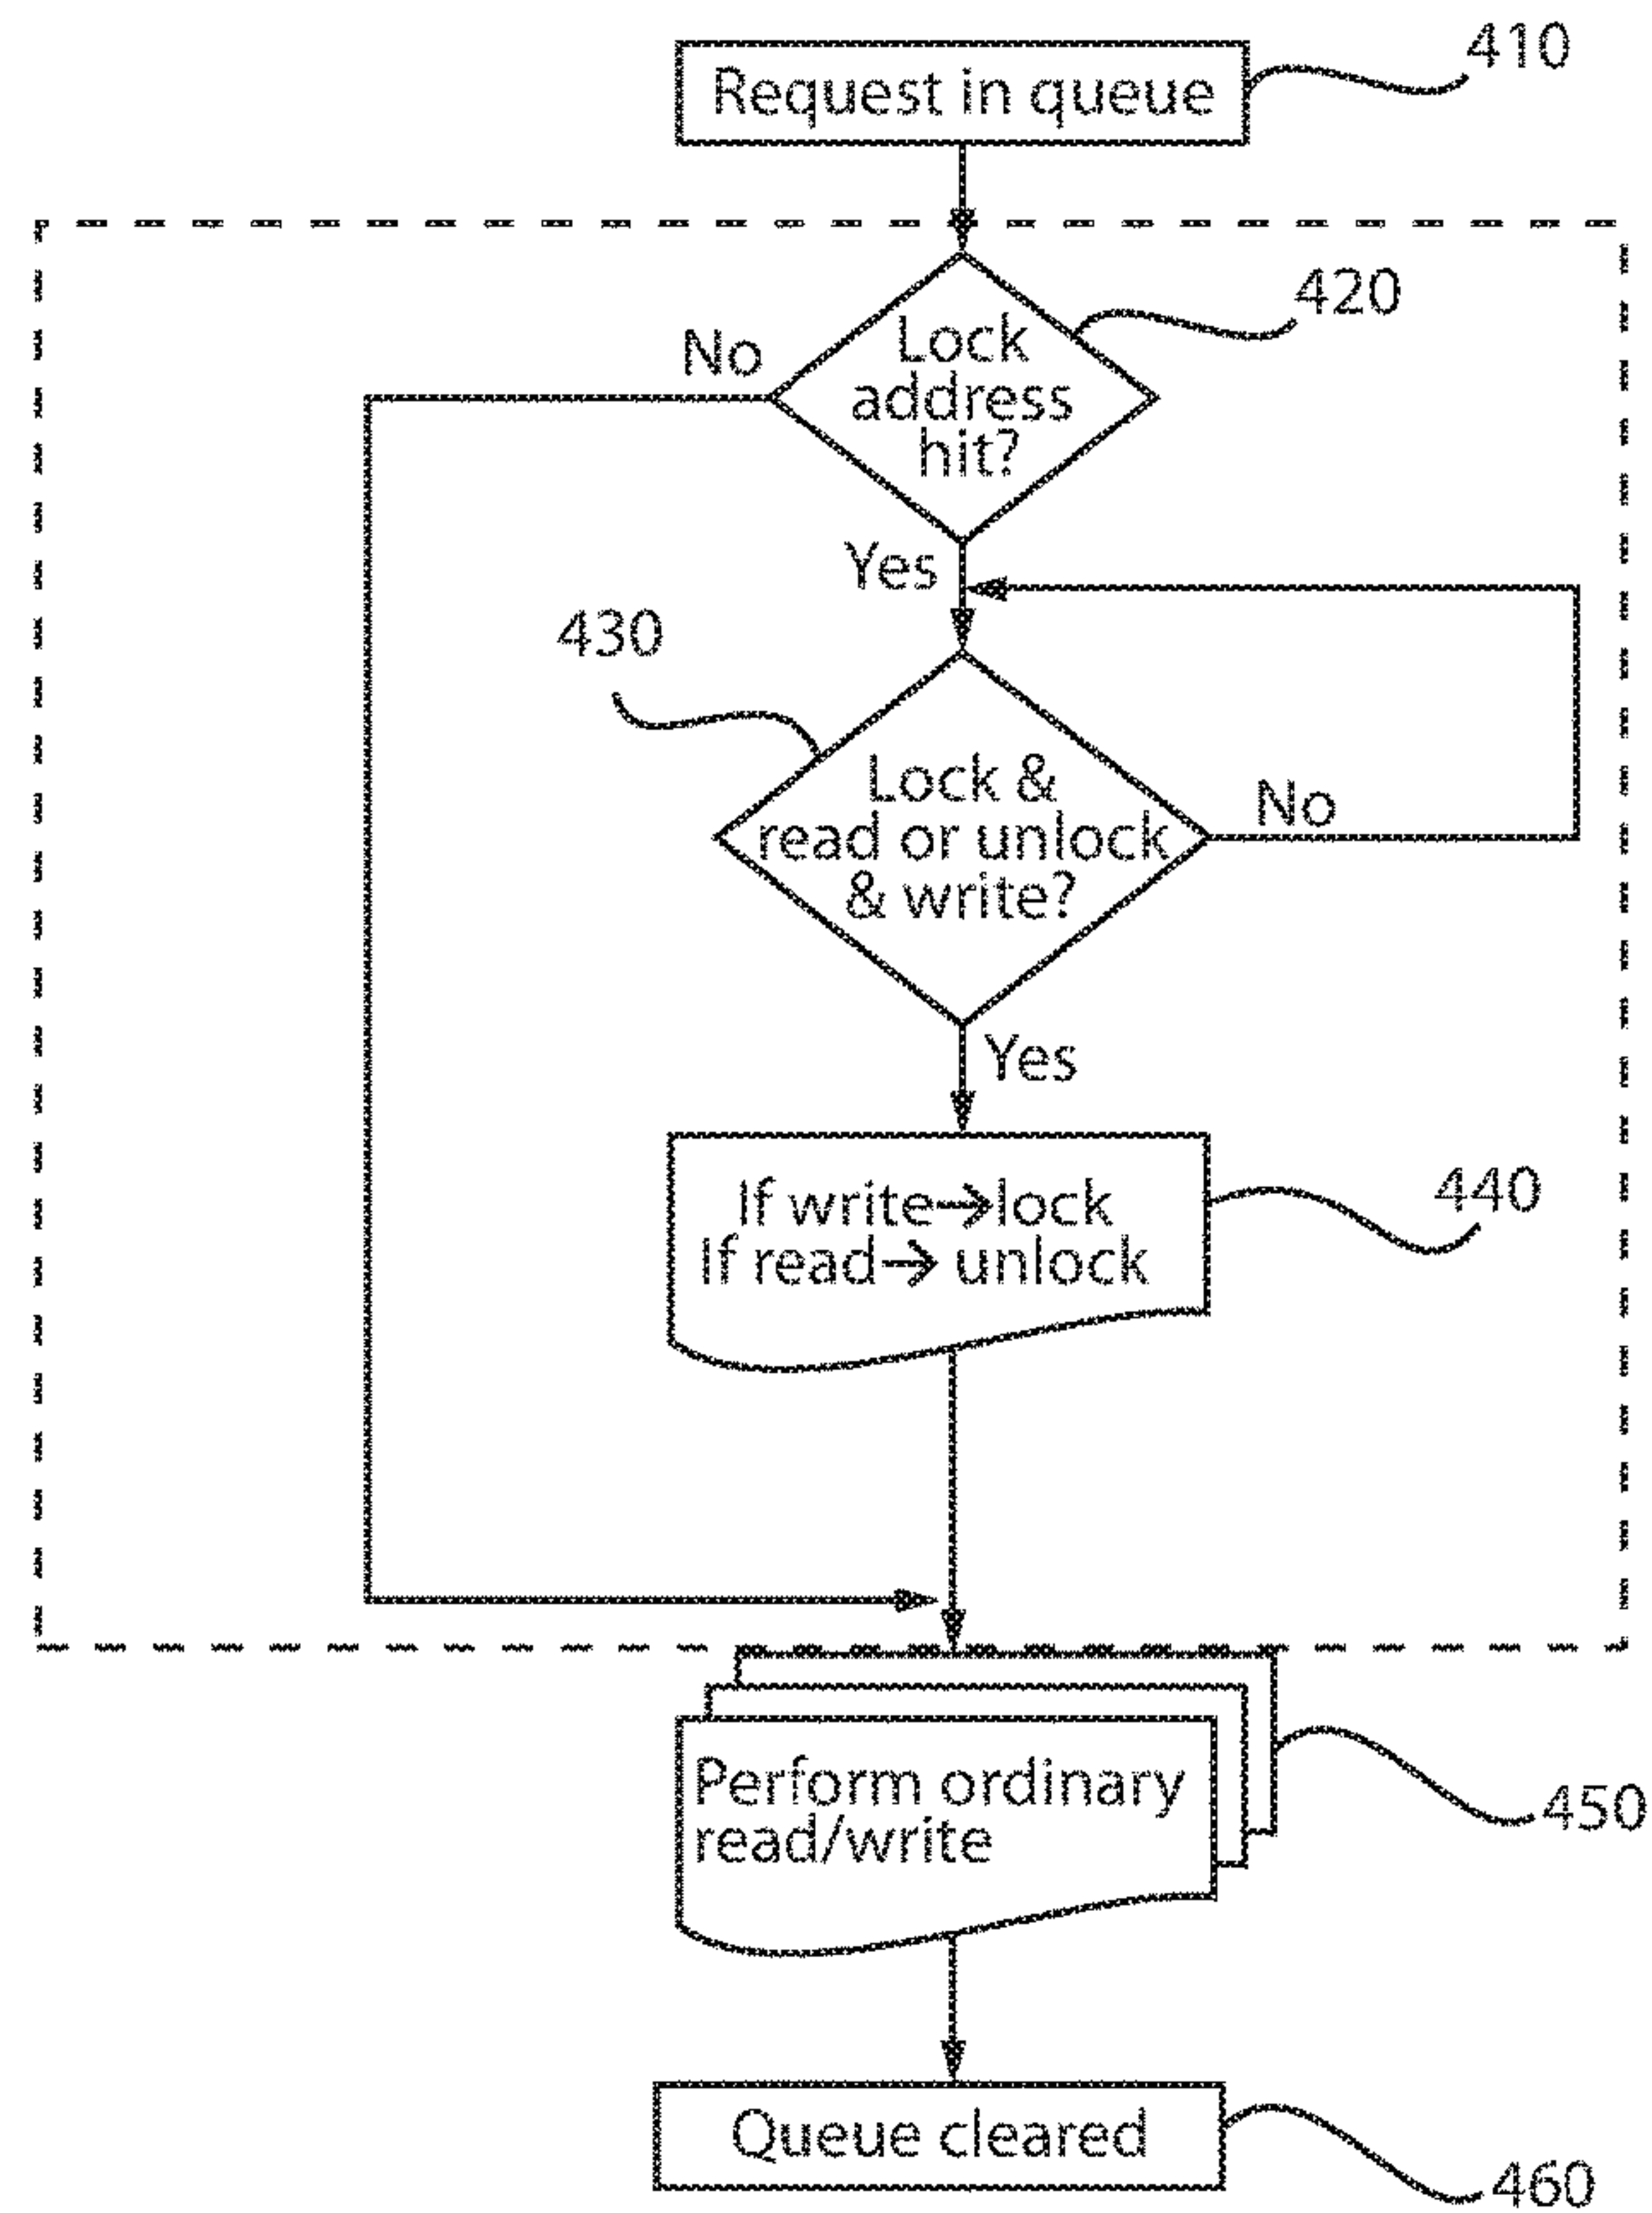 Request in queue
410
420
No
Lock
address
hit?
Yes
430
Lock &
read or unlock
& write?
No
Yes
If write→lock
If read→ unlock
440
Perform ordinary
read/write
450
Queue cleared
460